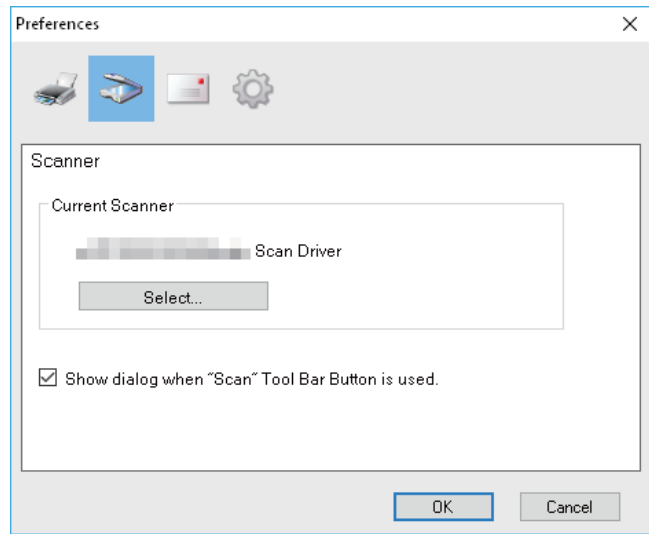 Preferences
Scanner
Current Scanner
Scan Driver
Select...
Show dialog when "Scan" Tool Bar Button is used.
OK
Cancel